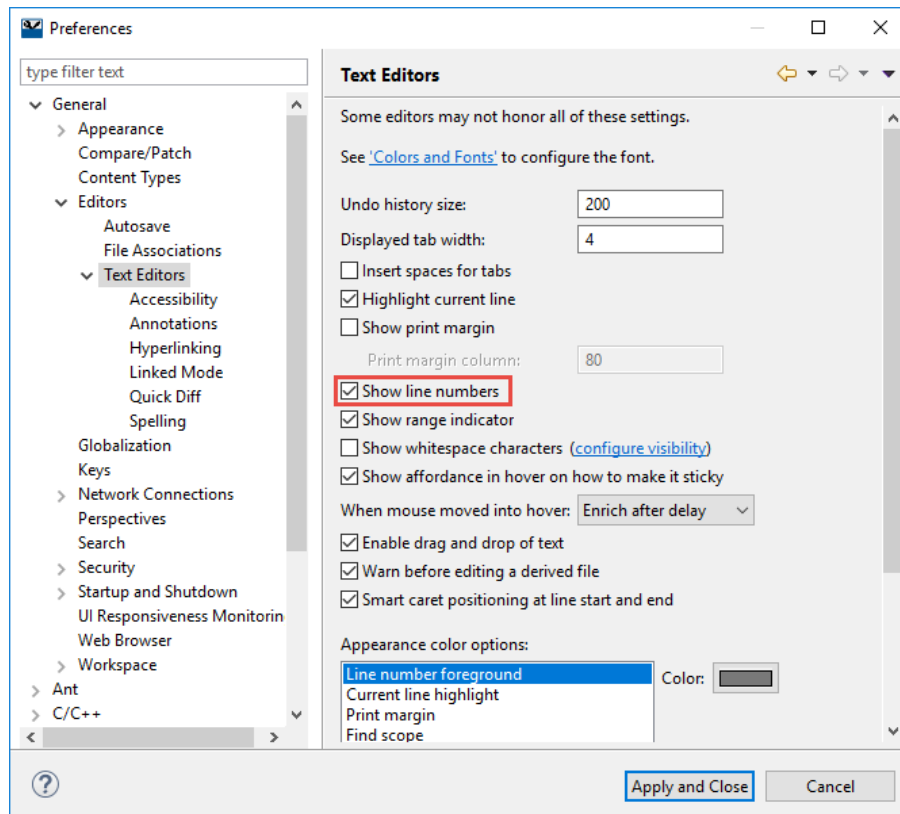 Preferences
type filter text
General
Appearance
Compare/Patch
Content Types
Editors
Autosave
File Associations
Text Editors
Accessibility
Annotations
Hyperlinking
Linked Mode
Quick Diff
Spelling
Globalization
Keys
Network Connections
Perspectives
Search
Security
Startup and Shutdown
UI Responsiveness Monitorin
Web Browser
Workspace
Ant
C/C++
Text Editors
Some editors may not honor all of these settings.
See 'Colors and Fonts' to configure the font.
Undo history size: 200
Displayed tab width: 4
Insert spaces for tabs
Highlight current line
Show print margin
Print margin column: 80
Show line numbers
Show range indicator
Show whitespace characters (configure visibility)
Show affordance in hover on how to make it sticky
When mouse moved into hover: Enrich after delay
Enable drag and drop of text
Warn before editing a derived file
Smart caret positioning at line start and end
Appearance color options:
Line number foreground
Current line highlight
Print margin
Find scope
Color:
?
Apply and Close
Cancel